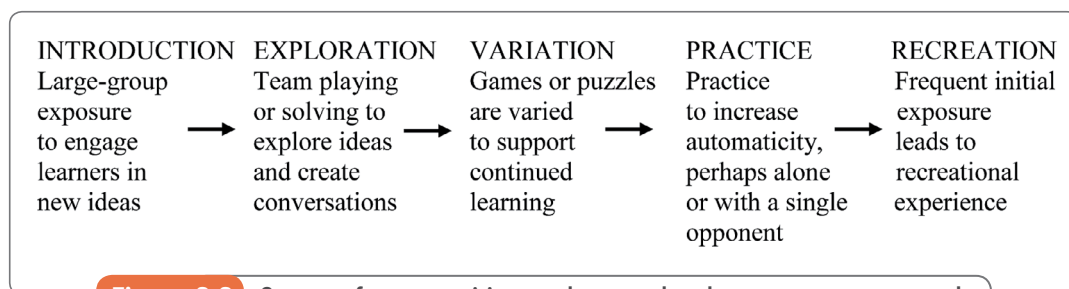 INTRODUCTION
Large-group
exposure
to engage
learners in
new ideas
EXPLORATION
Team playing
or solving to
explore ideas
and create
conversations
VARIATION
Games or puzzles
are varied
to support
continued
learning
PRACTICE
Practice
to increase
automaticity,
perhaps alone
or with a single
opponent
RECREATION
Frequent initial
exposure
leads to
recreational
experience